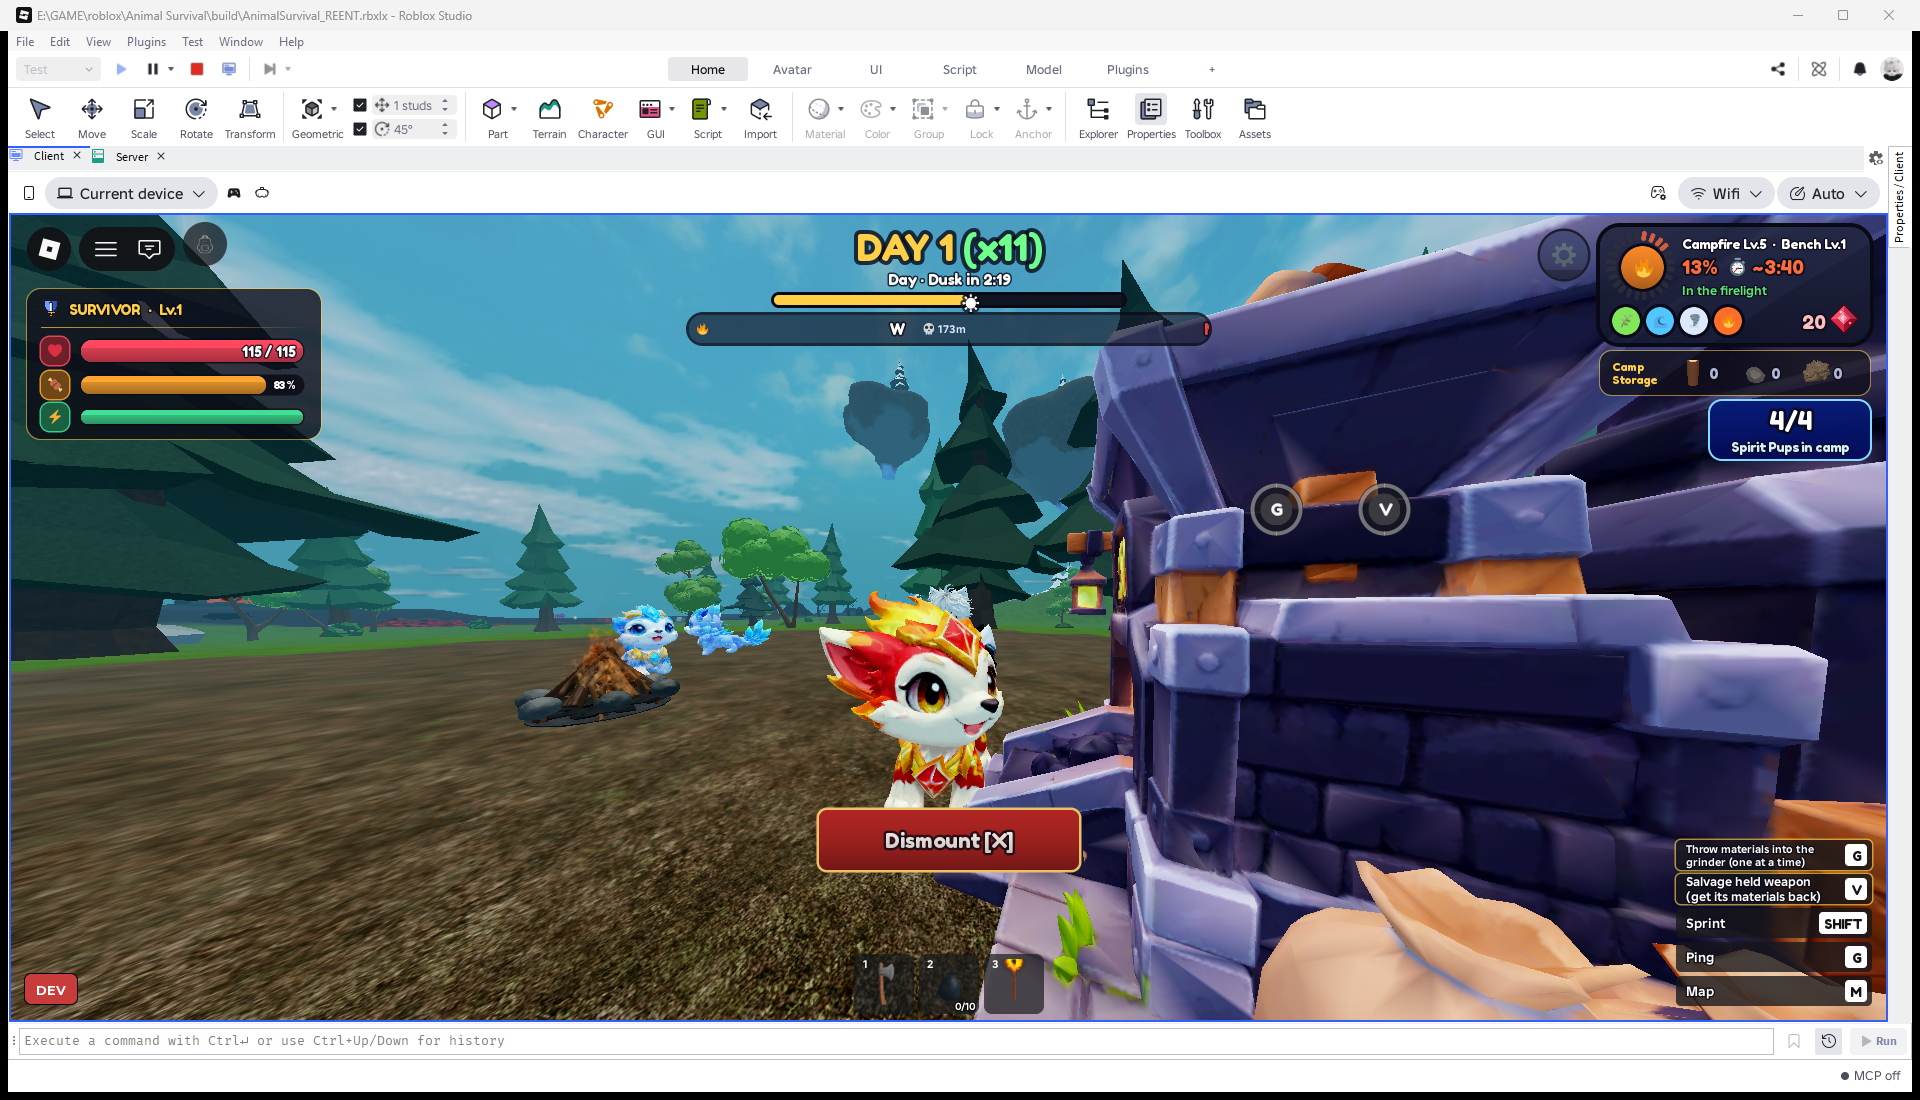 E:\GAME\roblox\Animal Survival\build\AnimalSurvival_REENT.rbxlx - Roblox Studio
File Edit View Plugins Test Window Help
Test
Home Avatar UI Script Model Plugins +
1 studs
45°
Select Move Scale Rotate Transform Geometric Part Terrain Character GUI Script Import Material Color Group Lock Anchor Explorer Properties Toolbox Assets
Client Server
Current device
Wifi Auto
Properties / Client
DAY 1 (x11)
Day · Dusk in 2:19
W 173m
SURVIVOR · Lv.1
115 / 115
83%
Campfire Lv.5 · Bench Lv.1
13% ~3:40
In the firelight
20
Camp
Storage
0 0 0
4/4
Spirit Pups in camp
G V
Dismount [X]
Throw materials into the
grinder (one at a time)
G
Salvage held weapon
(get its materials back)
V
Sprint SHIFT
Ping G
Map M
DEV
1 2 3
0/10
Execute a command with Ctrl↵ or use Ctrl+Up/Down for history
Run
MCP off